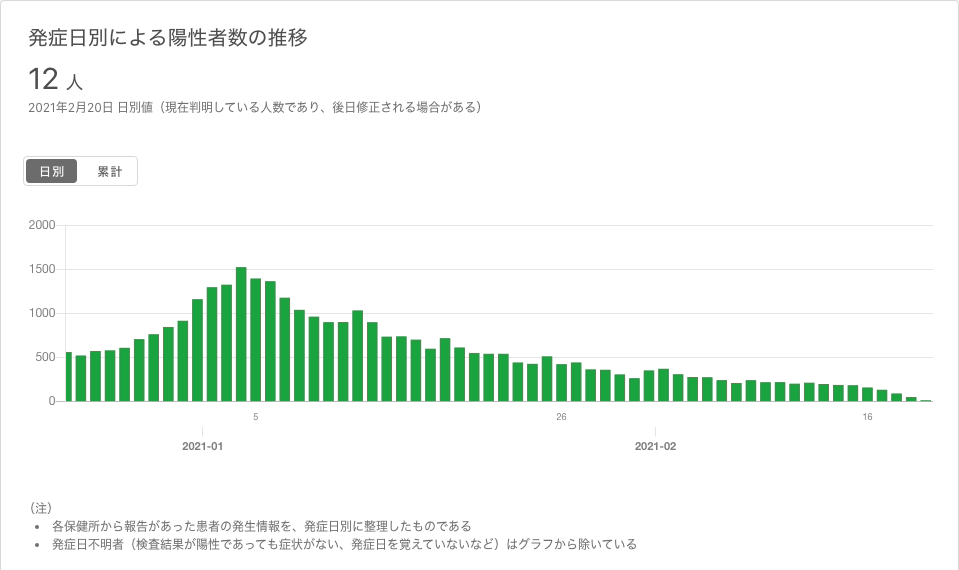 発症日別による陽性者数の推移
12 人
2021年2月20日 日別値（現在判明している人数であり、後日修正される場合がある）
日別 累計
2000
1500
1000
500
0
5 26 16
2021-01 2021-02
（注）
• 各保健所から報告があった患者の発生情報を、発症日別に整理したものである
• 発症日不明者（検査結果が陽性であっても症状がない、発症日を覚えていないなど）はグラフから除いている